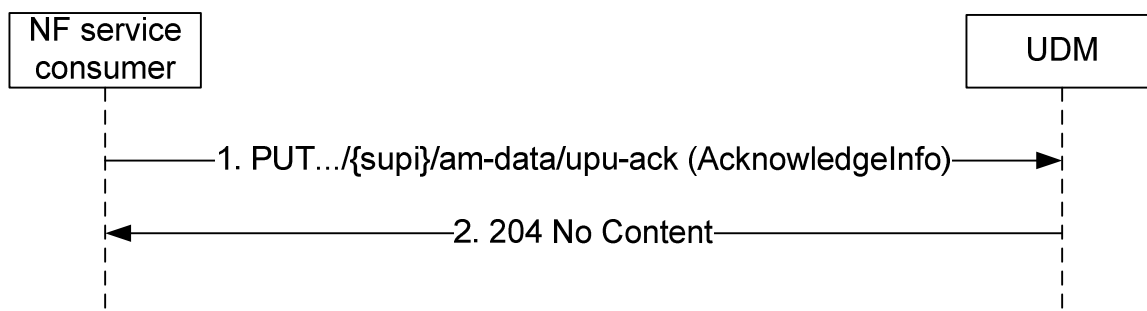 NF service
consumer
UDM
1. PUT.../{supi}/am-data/upu-ack (AcknowledgeInfo)
2. 204 No Content